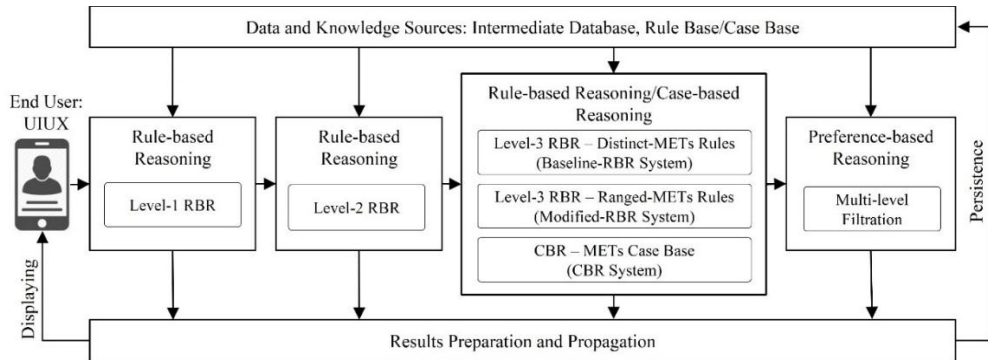 Data and Knowledge Sources: Intermediate Database, Rule Base/Case Base
End User:
UIUX
Rule-based
Reasoning
Level-1 RBR
Rule-based
Reasoning
Level-2 RBR
Rule-based Reasoning/Case-based
Reasoning
Level-3 RBR – Distinct-METs Rules
(Baseline-RBR System)
Level-3 RBR – Ranged-METs Rules
(Modified-RBR System)
CBR – METs Case Base
(CBR System)
Preference-based
Reasoning
Multi-level
Filtration
Persistence
Displaying
Results Preparation and Propagation